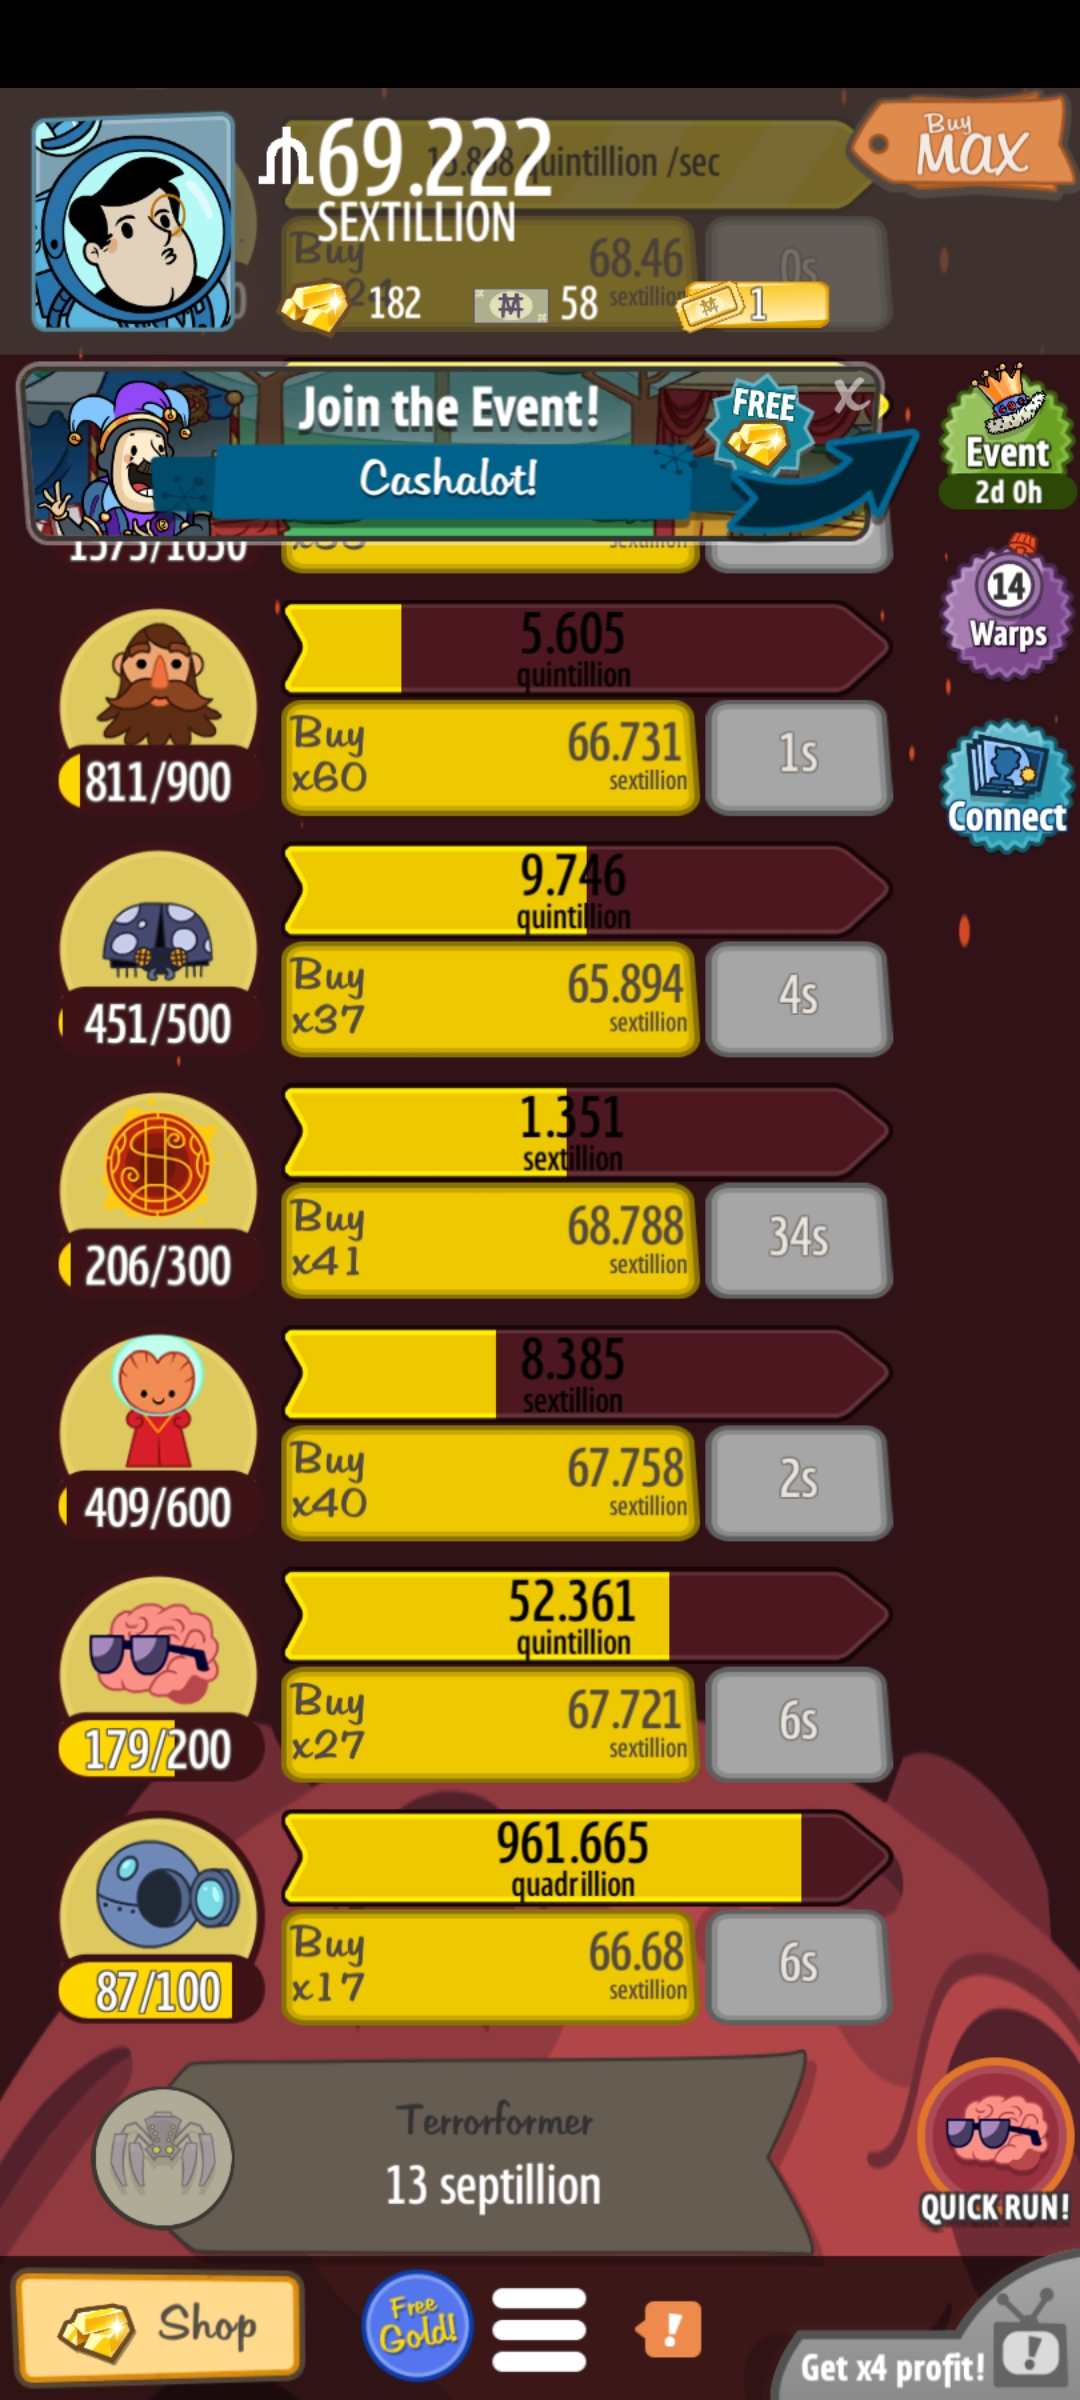 69.222
SEXTILLION
quintillion /sec
Buy
MAX
Buy
68.46
0s
182
58
1
Join the Event!
FREE
X
Cashalot!
Event
2d 0h
1575/1650
14
Warps
5.605
quintillion
811/900
Buy
x60
66.731
sextillion
1s
Connect
9.746
quintillion
451/500
Buy
x37
65.894
sextillion
4s
1.351
sextillion
206/300
Buy
x41
68.788
sextillion
34s
8.385
sextillion
409/600
Buy
x40
67.758
sextillion
2s
52.361
quintillion
179/200
Buy
x27
67.721
sextillion
6s
961.665
quadrillion
87/100
Buy
x17
66.68
sextillion
6s
Terrorformer
13 septillion
QUICK RUN!
Shop
Free
Gold!
!
Get x4 profit!
!